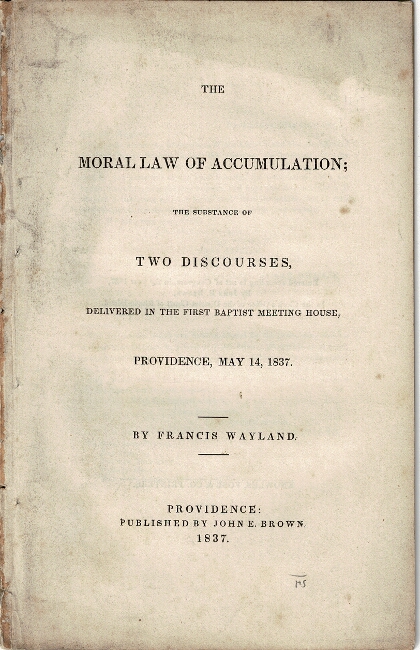 THE
MORAL LAW OF ACCUMULATION;
THE SUBSTANCE OF
TWO DISCOURSES,
DELIVERED IN THE FIRST BAPTIST MEETING HOUSE,
PROVIDENCE, MAY 14, 1837.
BY FRANCIS WAYLAND.
PROVIDENCE:
PUBLISHED BY JOHN E. BROWN
1837.